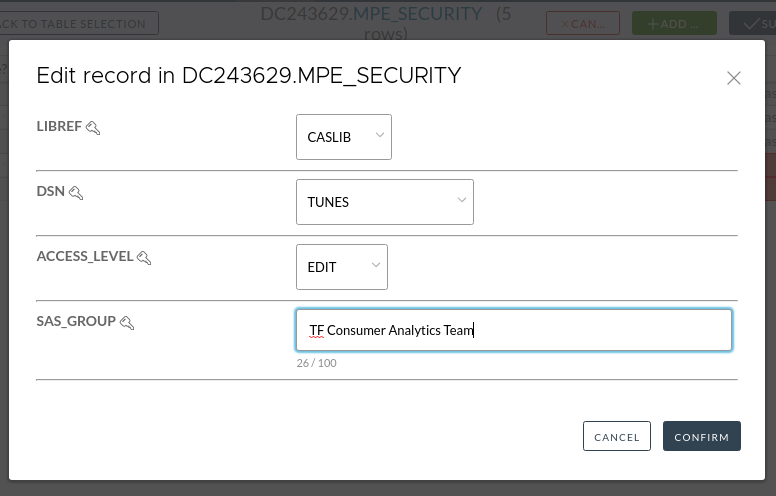 CK TO TABLE SELECTION
DC243629.MPE_SECURITY (5
rows)
× CAN...
+ ADD ...
Edit record in DC243629.MPE_SECURITY
LIBREF
CASLIB
DSN
TUNES
ACCESS_LEVEL
EDIT
SAS_GROUP
TF Consumer Analytics Team
26 / 100
CANCEL
CONFIRM